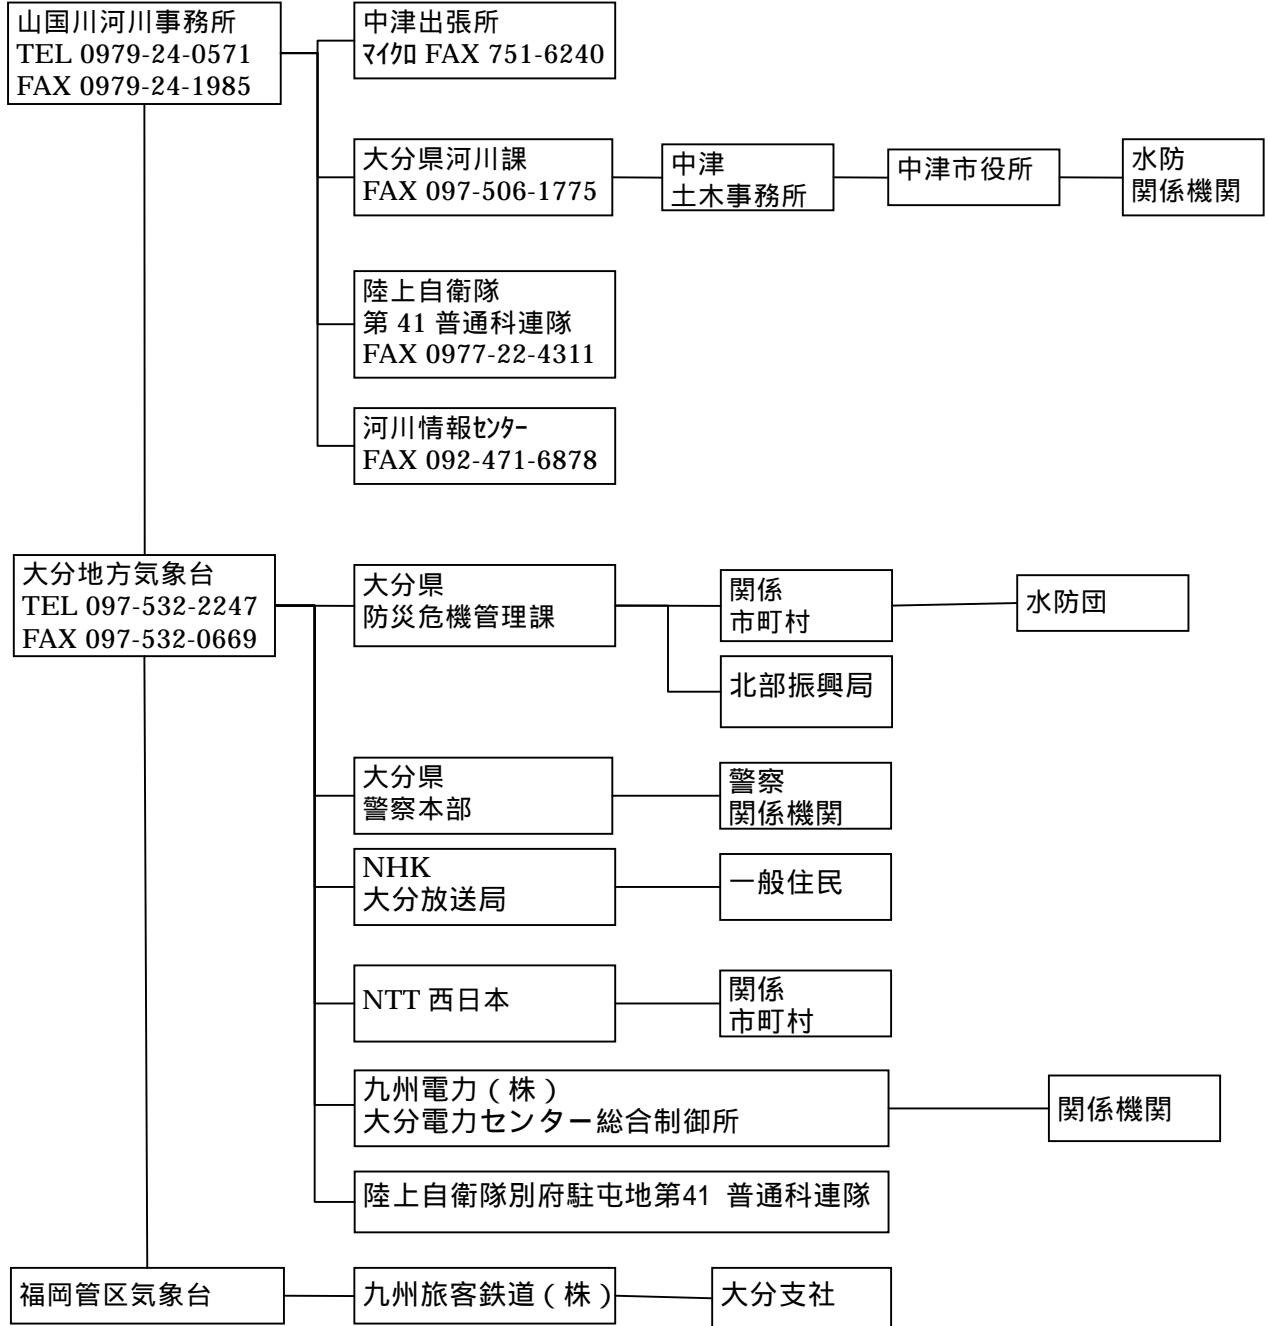 山国川河川事務所
TEL 0979-24-0571
FAX 0979-24-1985
中津出張所
ﾏｲｸﾛ FAX 751-6240
大分県河川課
FAX 097-506-1775
中津
土木事務所
中津市役所
水防
関係機関
陸上自衛隊
第 41 普通科連隊
FAX 0977-22-4311
河川情報ｾﾝﾀｰ
FAX 092-471-6878
大分地方気象台
TEL 097-532-2247
FAX 097-532-0669
大分県
防災危機管理課
関係
市町村
水防団
北部振興局
大分県
警察本部
警察
関係機関
NHK
大分放送局
一般住民
NTT 西日本
関係
市町村
九州電力（株）
大分電力センター総合制御所
関係機関
陸上自衛隊別府駐屯地第41 普通科連隊
福岡管区気象台
九州旅客鉄道（株）
大分支社